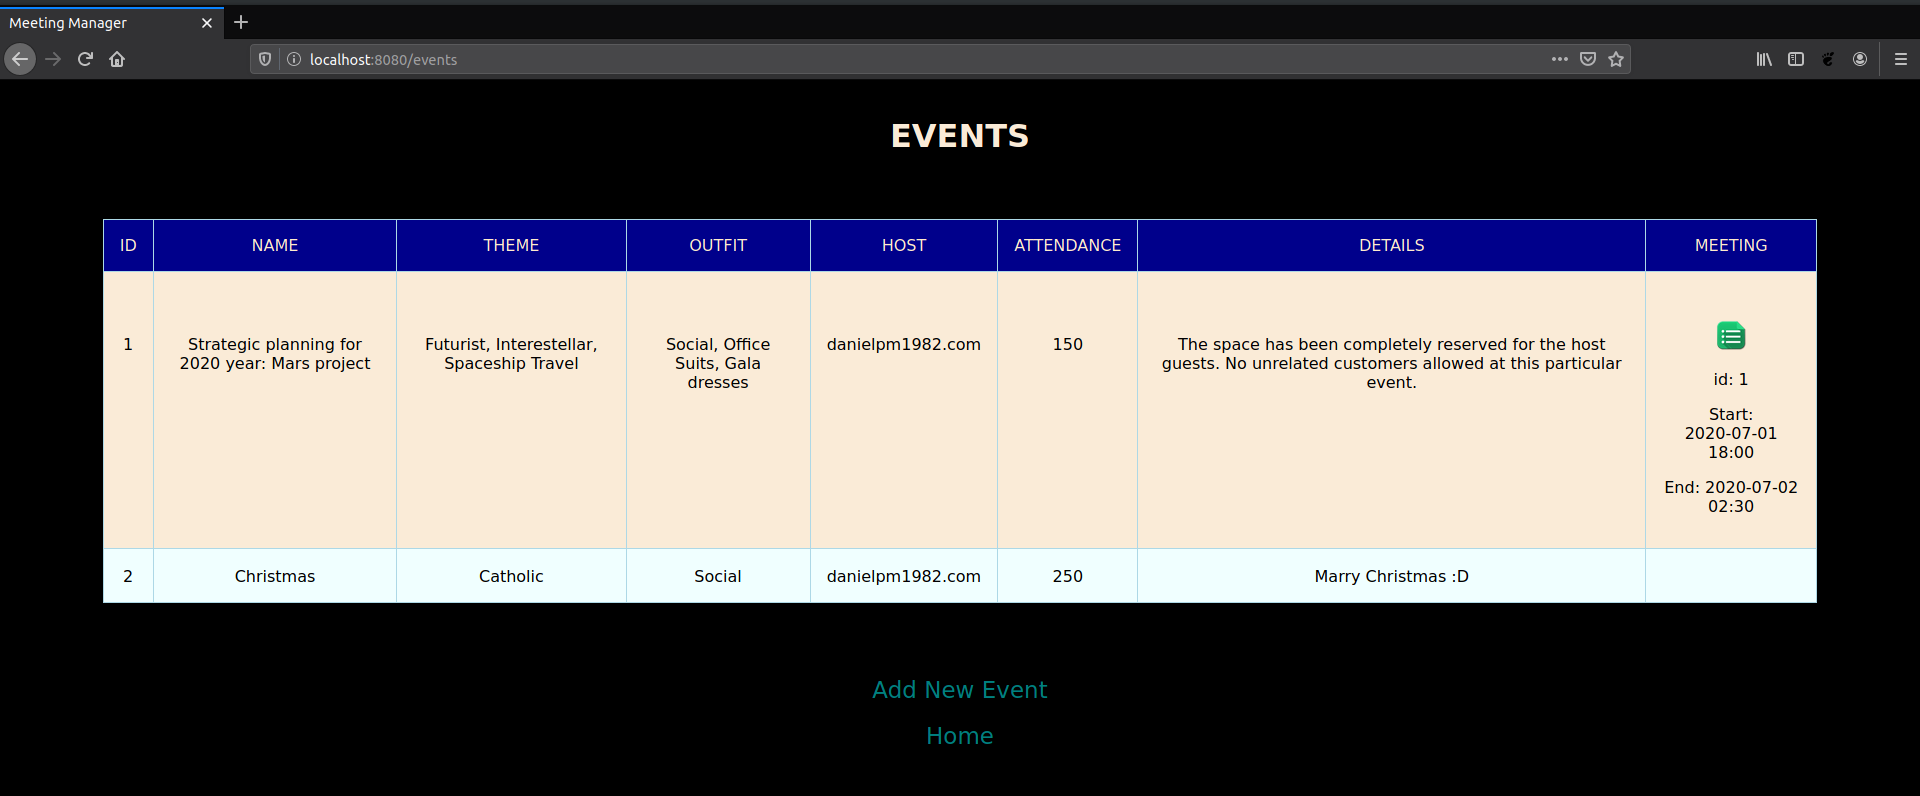 Meeting Manager
localhost:8080/events
EVENTS
ID NAME THEME OUTFIT HOST ATTENDANCE DETAILS MEETING
1
Strategic planning for
2020 year: Mars project
Futurist, Interestellar,
Spaceship Travel
Social, Office
Suits, Gala
dresses
danielpm1982.com
150
The space has been completely reserved for the host
guests. No unrelated customers allowed at this particular
event.
id: 1
Start:
2020-07-01
18:00
End: 2020-07-02
02:30
2 Christmas Catholic Social danielpm1982.com 250 Marry Christmas :D
Add New Event
Home